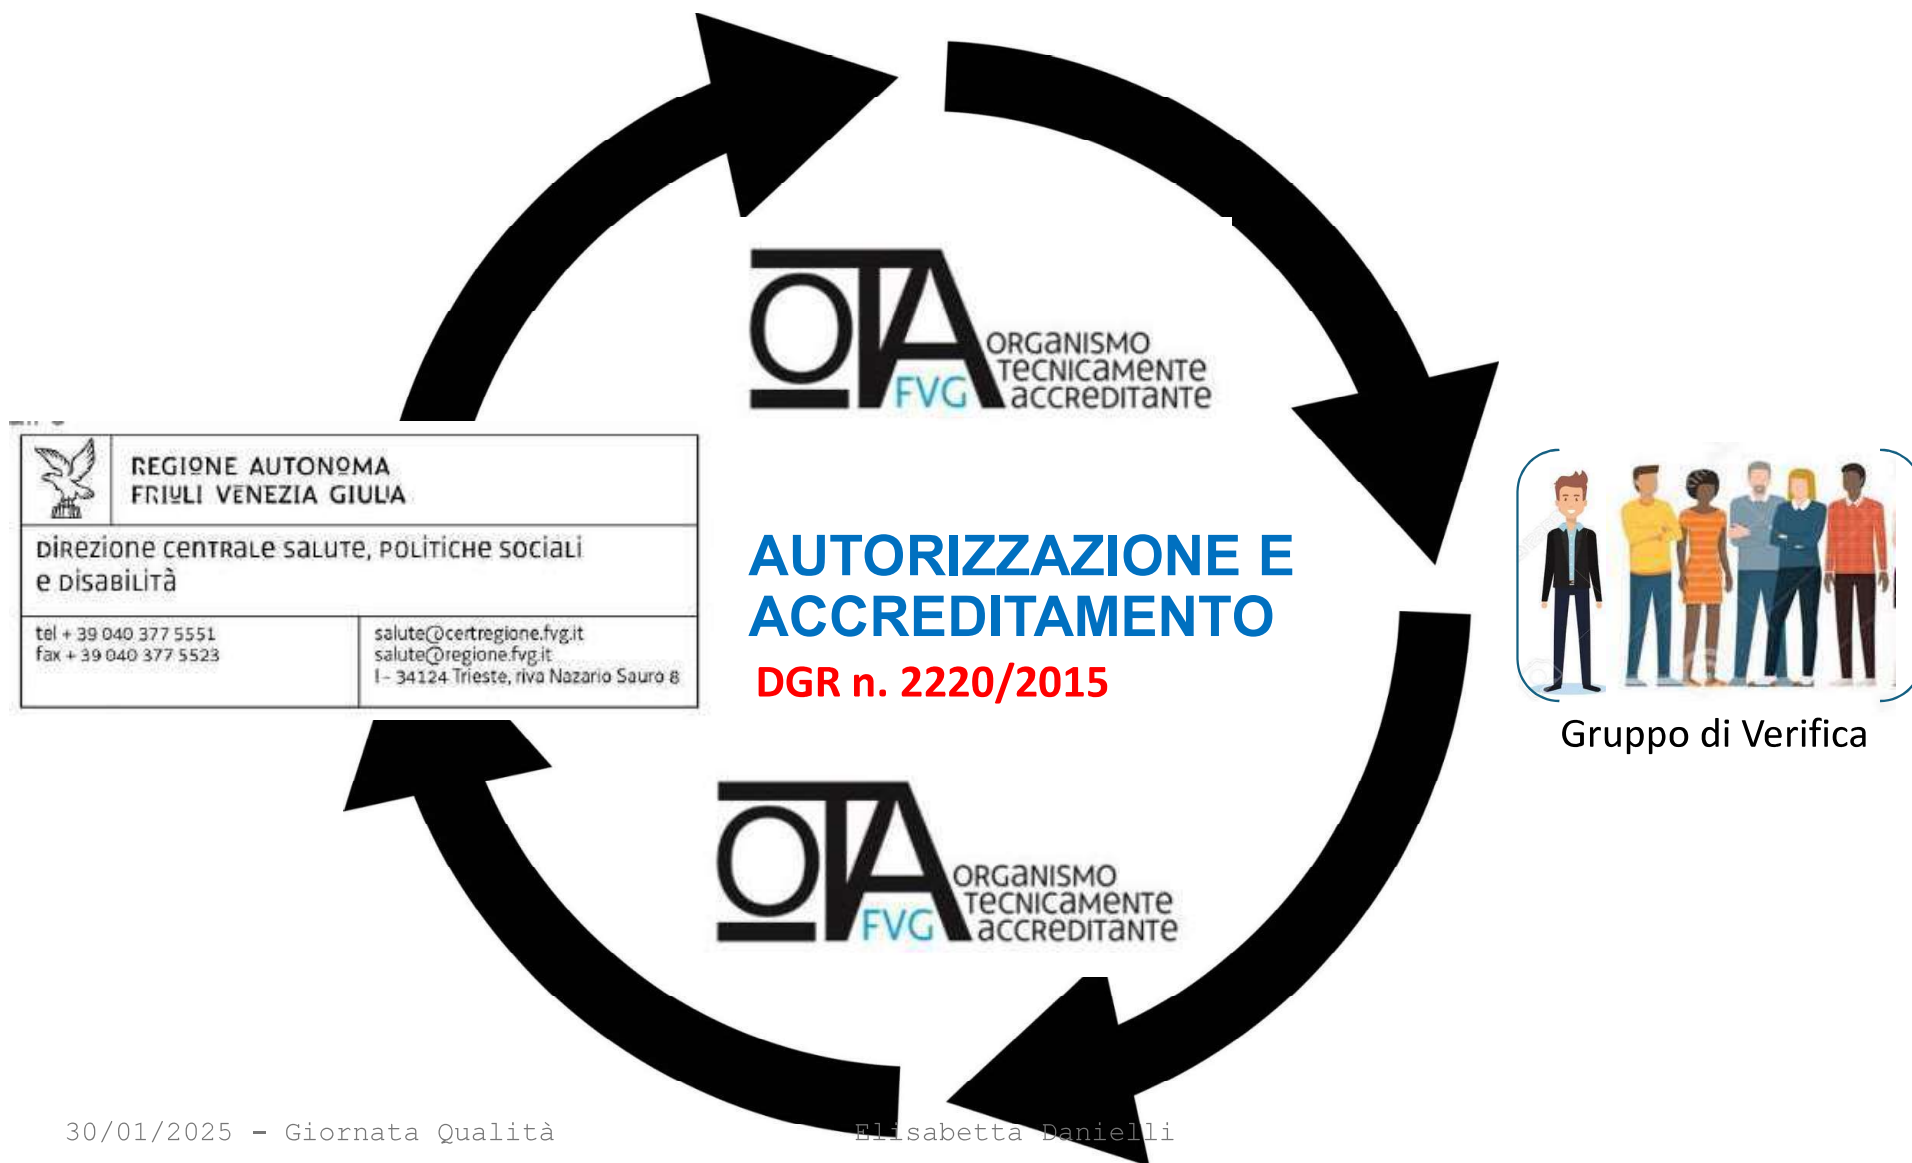 OTA
FVG
ORGANISMO
TECNICAMENTE
ACCREDITANTE
REGIONE AUTONOMA
FRIULI VENEZIA GIULIA
DIREZIONE CENTRALE SALUTE, POLITICHE SOCIALI
E DISABILITÀ
tel + 39 040 377 5551
fax + 39 040 377 5523
salute@certregione.fvg.it
salute@regione.fvg.it
I - 34124 Trieste, riva Nazario Sauro 8
AUTORIZZAZIONE E
ACCREDITAMENTO
DGR n. 2220/2015
Gruppo di Verifica
OTA
FVG
ORGANISMO
TECNICAMENTE
ACCREDITANTE
30/01/2025 – Giornata Qualità
Elisabetta Danielli